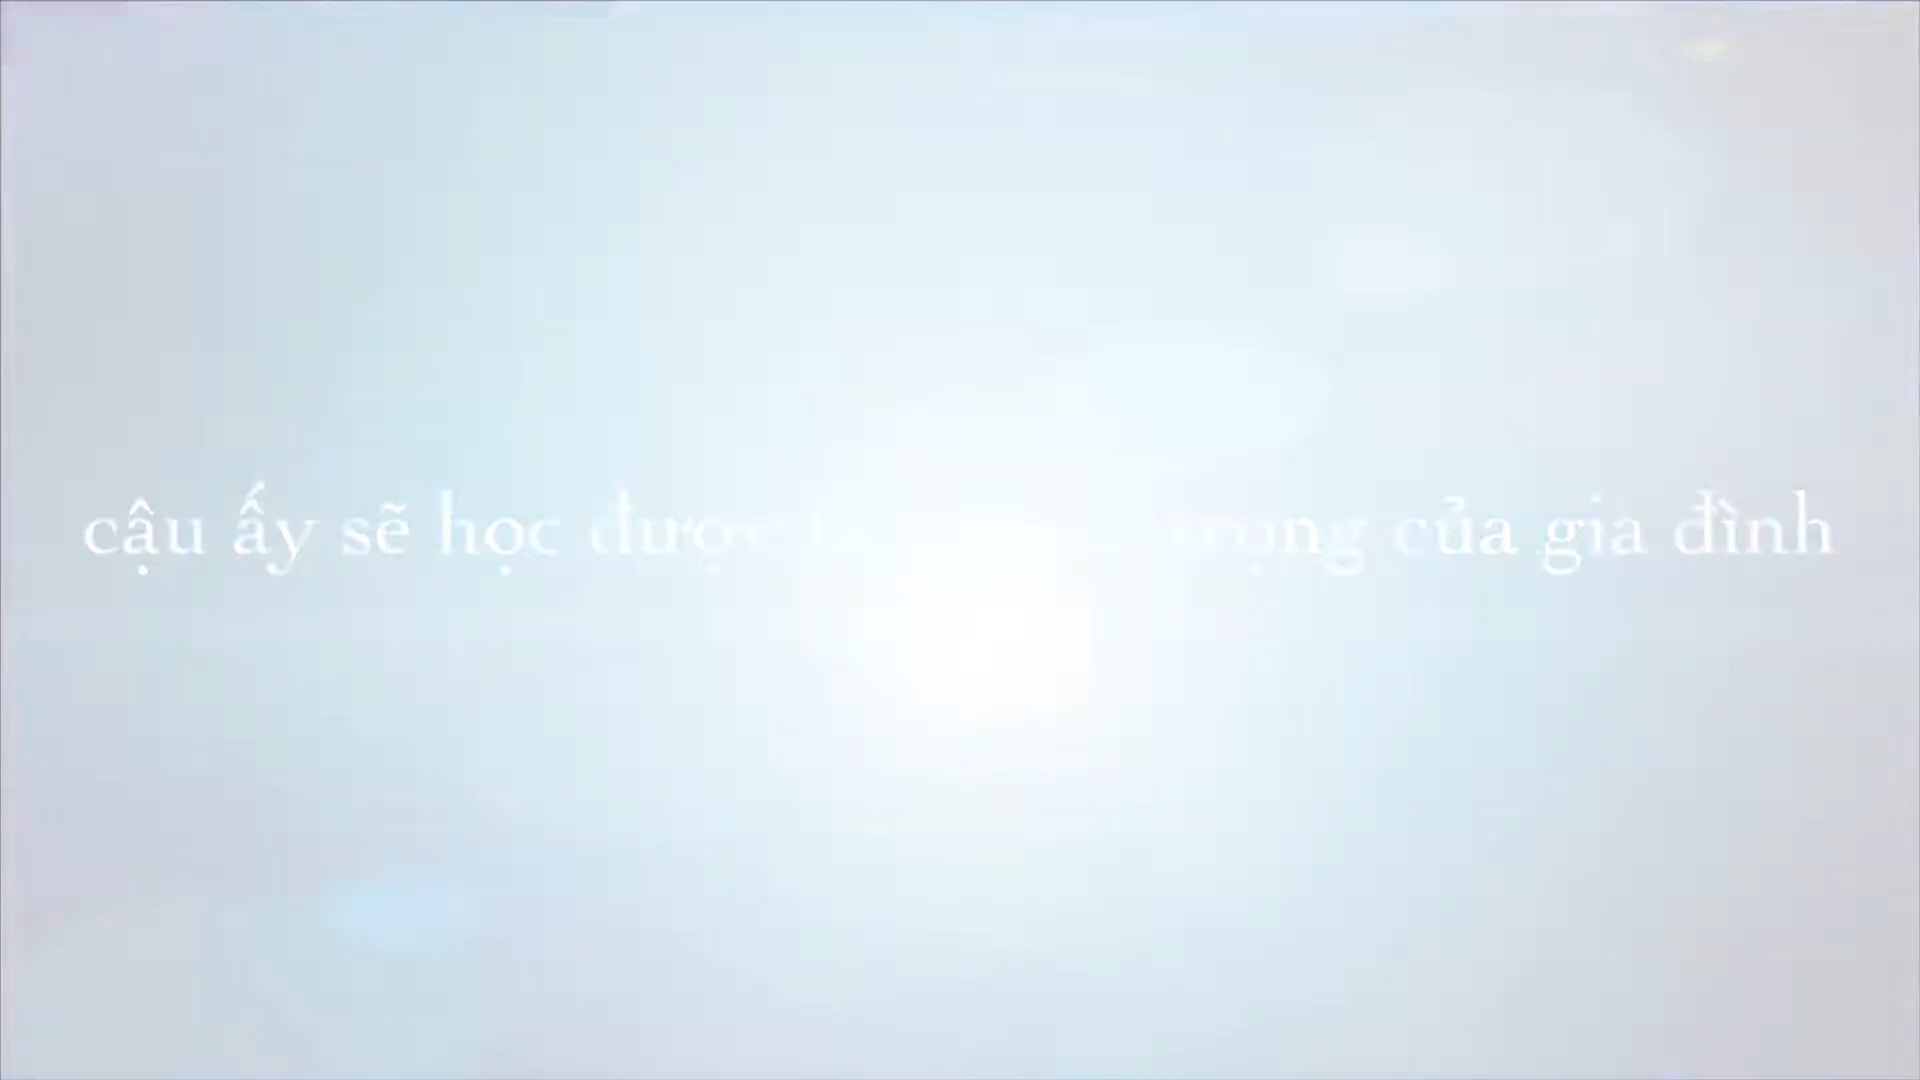 cậu ấy sẽ học được trọng của gia đình